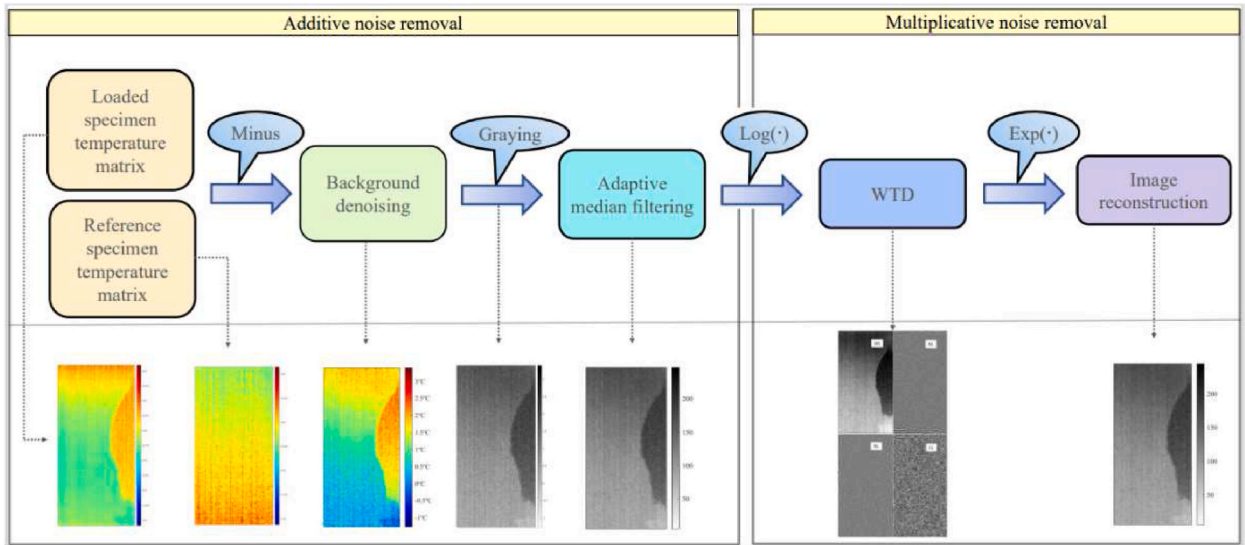 Additive noise removal
Multiplicative noise removal
Loaded
specimen
temperature
matrix
Reference
specimen
temperature
matrix
Minus
Background
denoising
Graying
Adaptive
median filtering
Log(·)
WTD
Exp(·)
Image
reconstruction
3°C
2.5°C
2°C
1.5°C
1°C
0.5°C
0°C
-0.5°C
-1°C
200
150
100
50
200
150
100
50